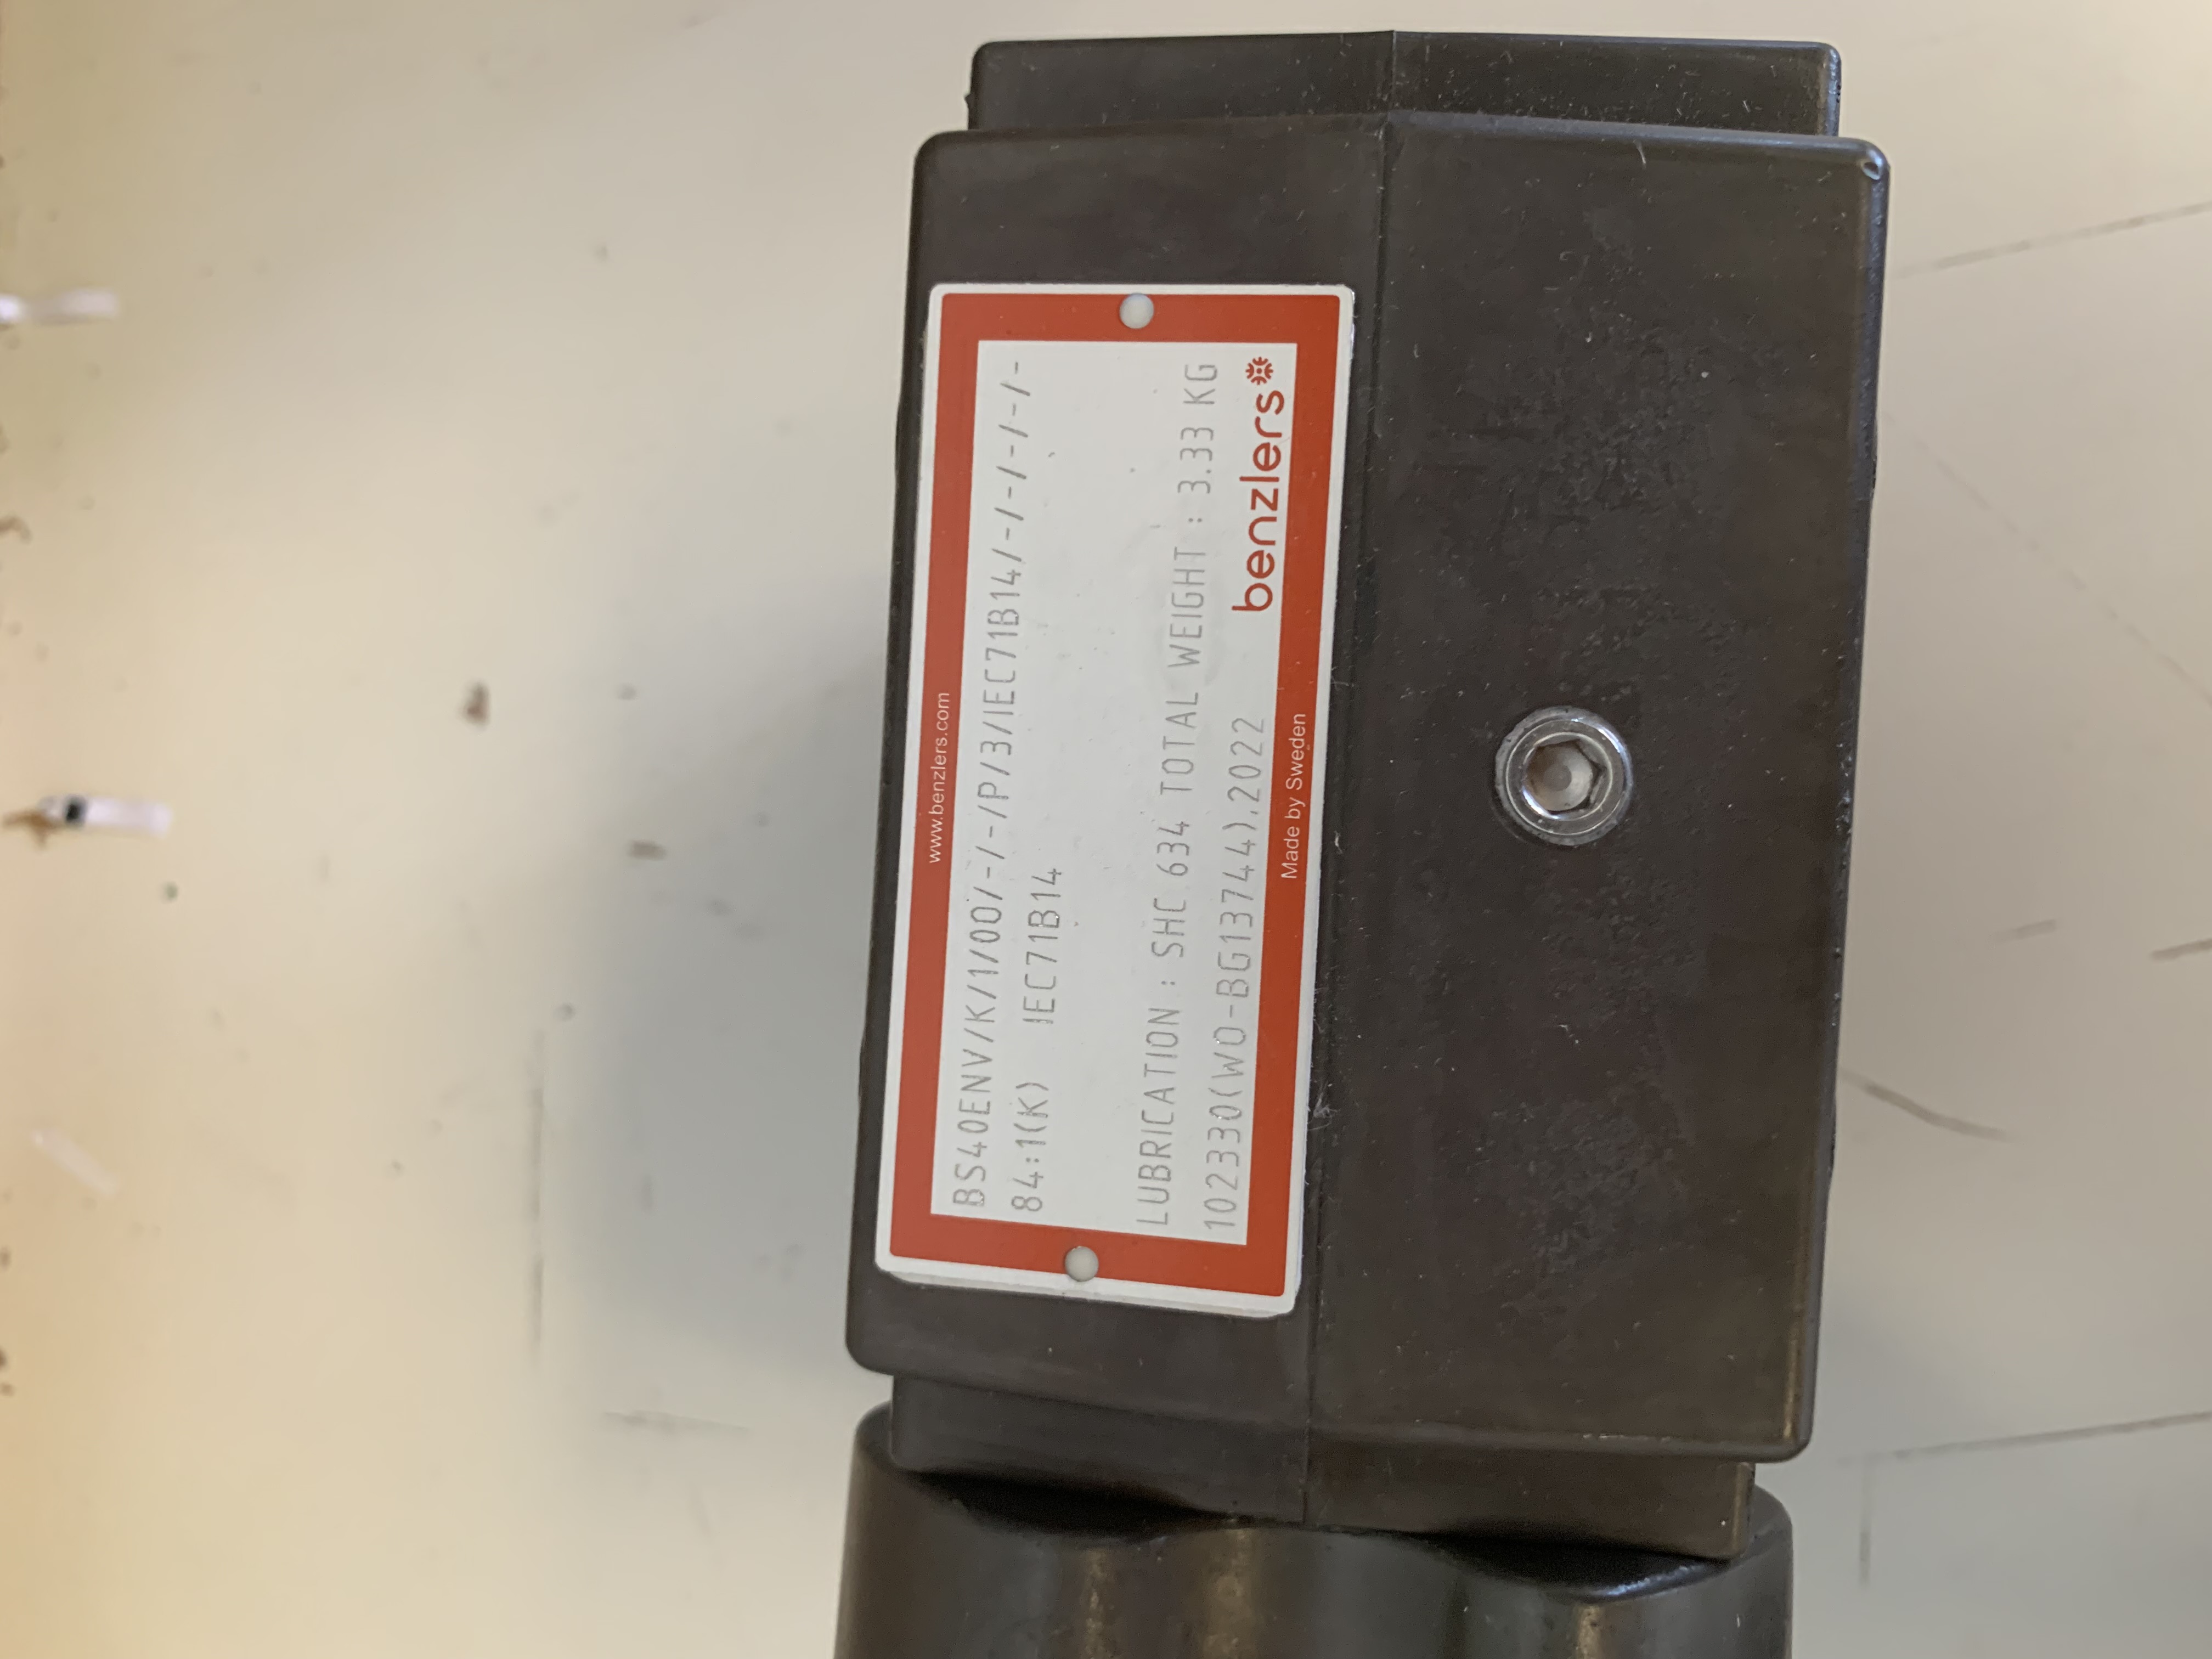 www.benzlers.com
BS40ENV/K/1/00/-/-/P/3/IEC71B14/-/-/-/-/-
84:1(K) IEC71B14
LUBRICATION : SHC 634 TOTAL WEIGHT : 3.33 KG
102330(WO-BG13744),2022
benzlers
Made by Sweden